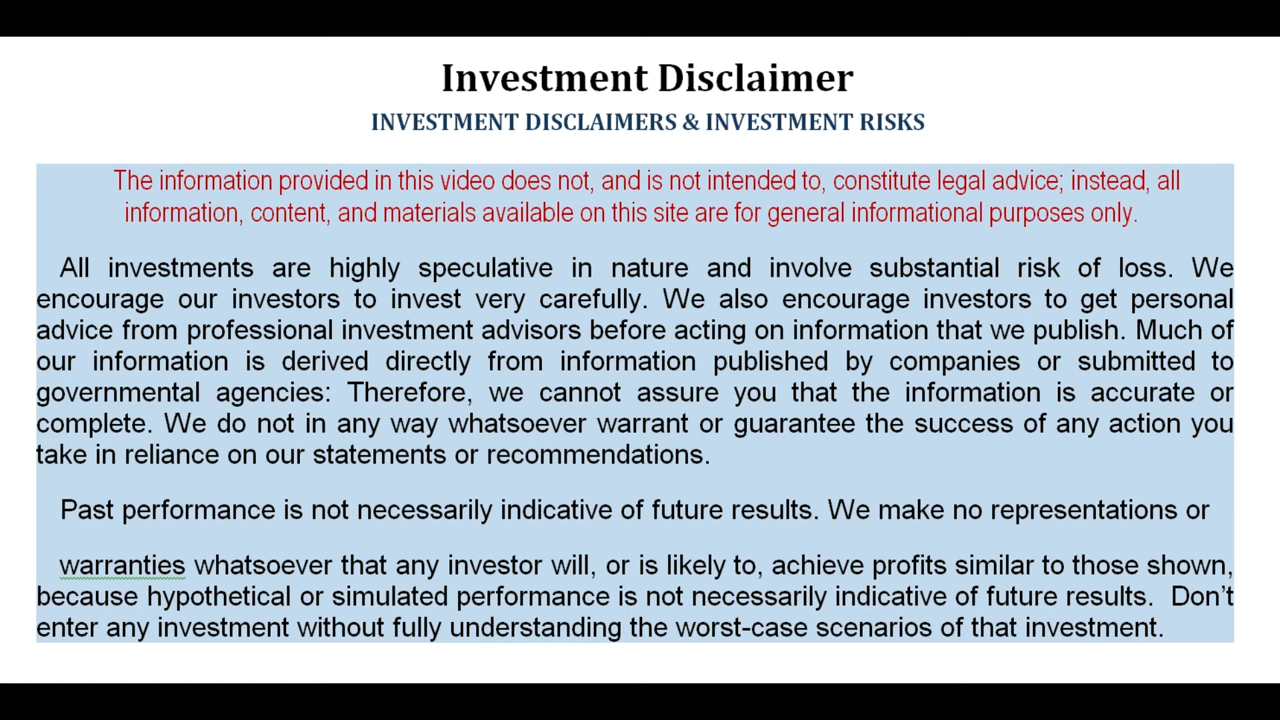 Investment Disclaimer
INVESTMENT DISCLAIMERS & INVESTMENT RISKS
The information provided in this video does not, and is not intended to, constitute legal advice; instead, all
information, content, and materials available on this site are for general informational purposes only.
All investments are highly speculative in nature and involve substantial risk of loss. We
encourage our investors to invest very carefully. We also encourage investors to get personal
advice from professional investment advisors before acting on information that we publish. Much of
our information is derived directly from information published by companies or submitted to
governmental agencies: Therefore, we cannot assure you that the information is accurate or
complete. We do not in any way whatsoever warrant or guarantee the success of any action you
take in reliance on our statements or recommendations.
Past performance is not necessarily indicative of future results. We make no representations or
warranties whatsoever that any investor will, or is likely to, achieve profits similar to those shown,
because hypothetical or simulated performance is not necessarily indicative of future results. Don’t
enter any investment without fully understanding the worst-case scenarios of that investment.